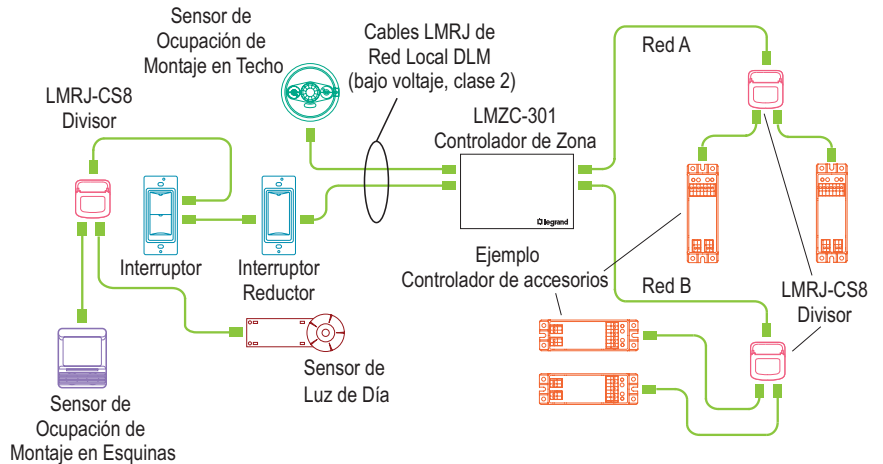 Sensor de
Ocupación de
Montaje en Techo
Cables LMRJ de
Red Local DLM
(bajo voltaje, clase 2)
Red A
LMRJ-CS8
Divisor
LMZC-301
Controlador de Zona
legrand
Interruptor
Interruptor
Reductor
Ejemplo
Controlador de accesorios
Red B
LMRJ-CS8
Divisor
Sensor de
Luz de Día
Sensor de
Ocupación de
Montaje en Esquinas